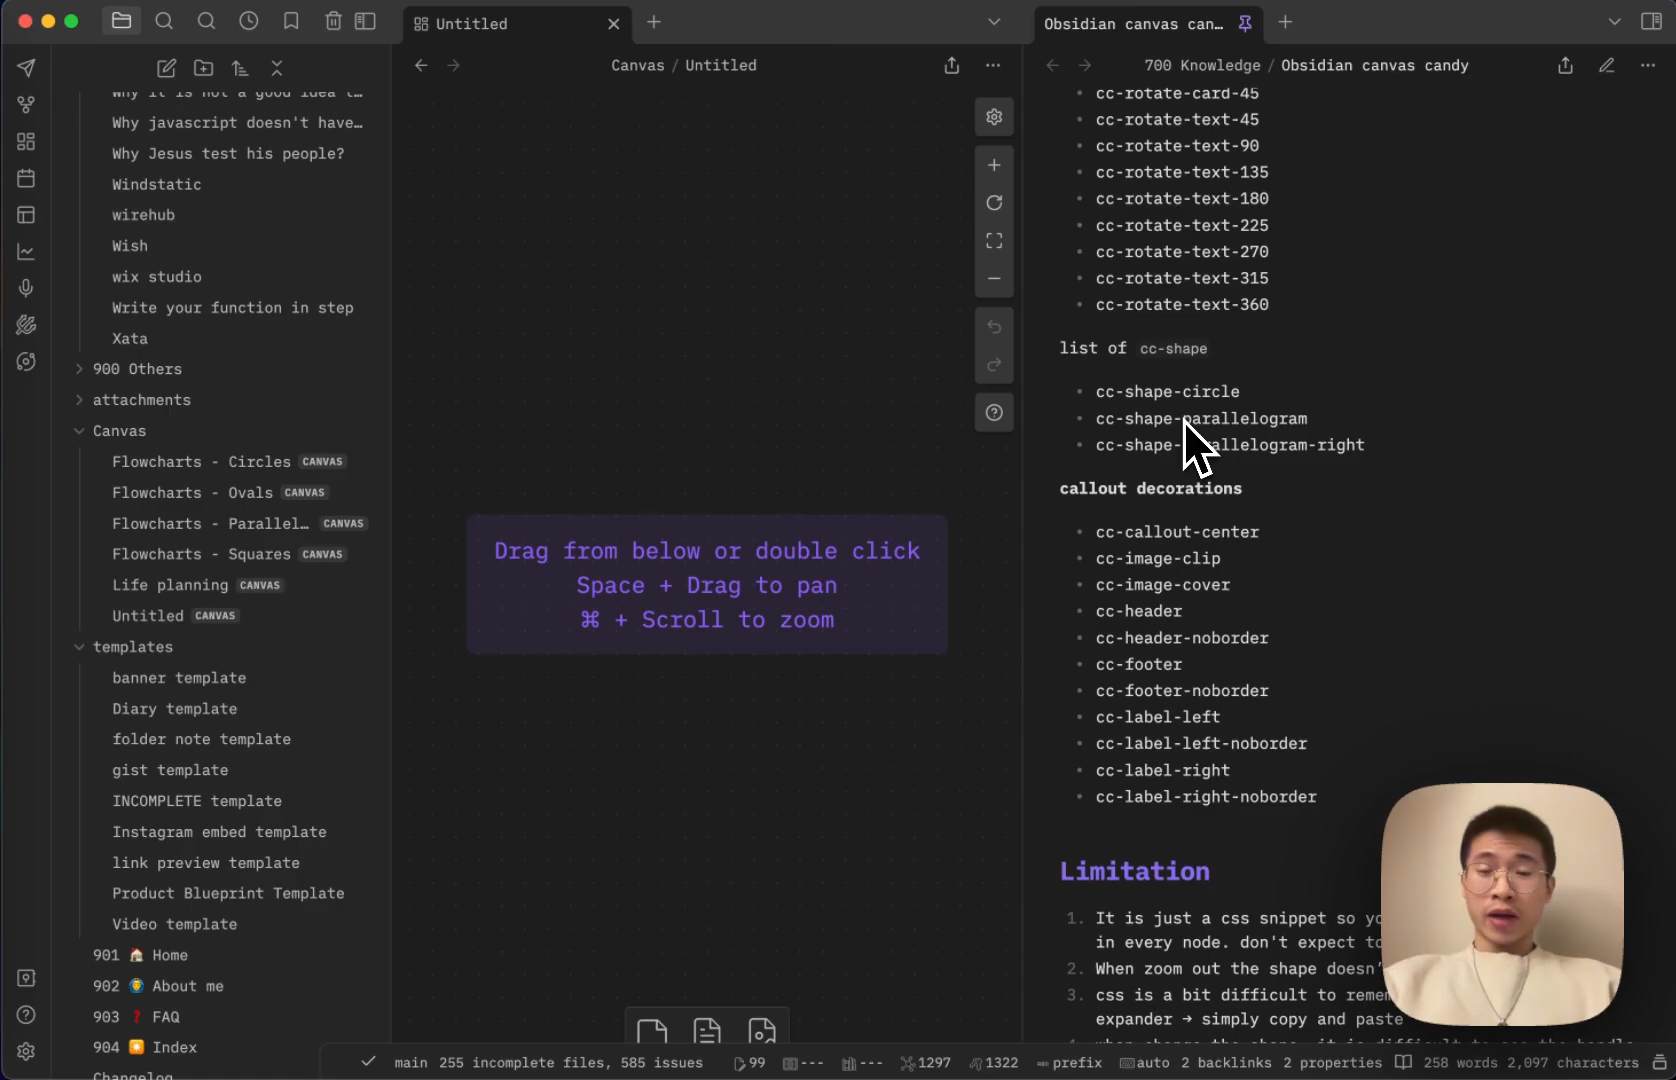 Untitled
Obsidian canvas can…
Canvas / Untitled
700 Knowledge / Obsidian canvas candy
Why it is not a good idea t…
Why javascript doesn't have…
Why Jesus test his people?
Windstatic
wirehub
Wish
wix studio
Write your function in step
Xata
900 Others
attachments
Canvas
Flowcharts - Circles CANVAS
Flowcharts - Ovals CANVAS
Flowcharts - Parallel… CANVAS
Flowcharts - Squares CANVAS
Life planning CANVAS
Untitled CANVAS
templates
banner template
Diary template
folder note template
gist template
INCOMPLETE template
Instagram embed template
link preview template
Product Blueprint Template
Video template
901 🏠 Home
902 About me
903 ❓ FAQ
904 Index
Changelog
Drag from below or double click
Space + Drag to pan
⌘ + Scroll to zoom
cc-rotate-card-45
cc-rotate-text-45
cc-rotate-text-90
cc-rotate-text-135
cc-rotate-text-180
cc-rotate-text-225
cc-rotate-text-270
cc-rotate-text-315
cc-rotate-text-360
list of cc-shape
cc-shape-circle
cc-shape-parallelogram
cc-shape-parallelogram-right
callout decorations
cc-callout-center
cc-image-clip
cc-image-cover
cc-header
cc-header-noborder
cc-footer
cc-footer-noborder
cc-label-left
cc-label-left-noborder
cc-label-right
cc-label-right-noborder
Limitation
1. It is just a css snippet so
in every node. don't expect to
2. When zoom out the shape doesn'
3. css is a bit difficult to
expander → simply copy and paste
main 255 incomplete files, 585 issues 99 --- --- 1297 1322 prefix auto 2 backlinks 2 properties 258 words 2,097 characters